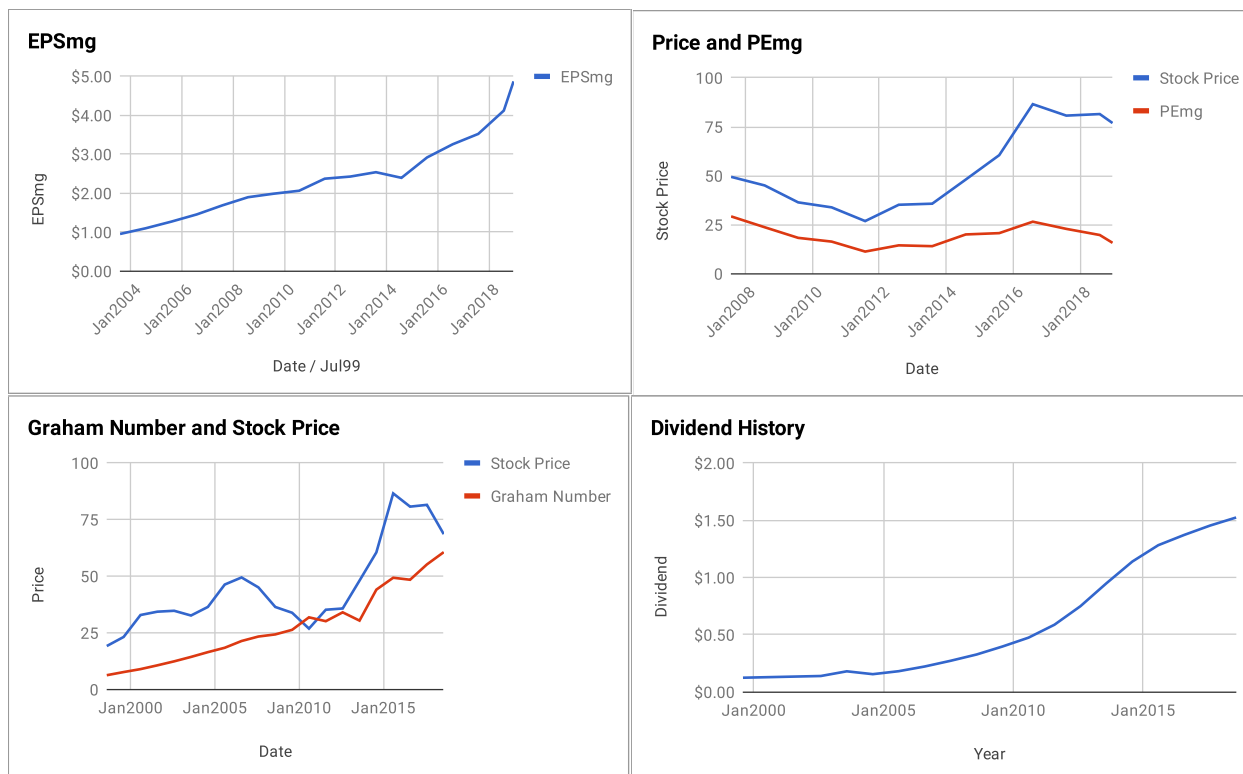 EPSmg
EPSmg
$5.00
$4.00
$3.00
$2.00
$1.00
$0.00
EPSmg
Jan2004
Jan2006
Jan2008
Jan2010
Jan2012
Jan2014
Jan2016
Jan2018
Date / Jul99
Price and PEmg
Stock Price
PEmg
100
75
50
25
0
Stock Price
Jan2008
Jan2010
Jan2012
Jan2014
Jan2016
Jan2018
Date
Graham Number and Stock Price
Stock Price
Graham Number
100
75
50
25
0
Price
Jan2000
Jan2005
Jan2010
Jan2015
Date
Dividend History
$2.00
$1.50
$1.00
$0.50
$0.00
Dividend
Jan2000
Jan2005
Jan2010
Jan2015
Year